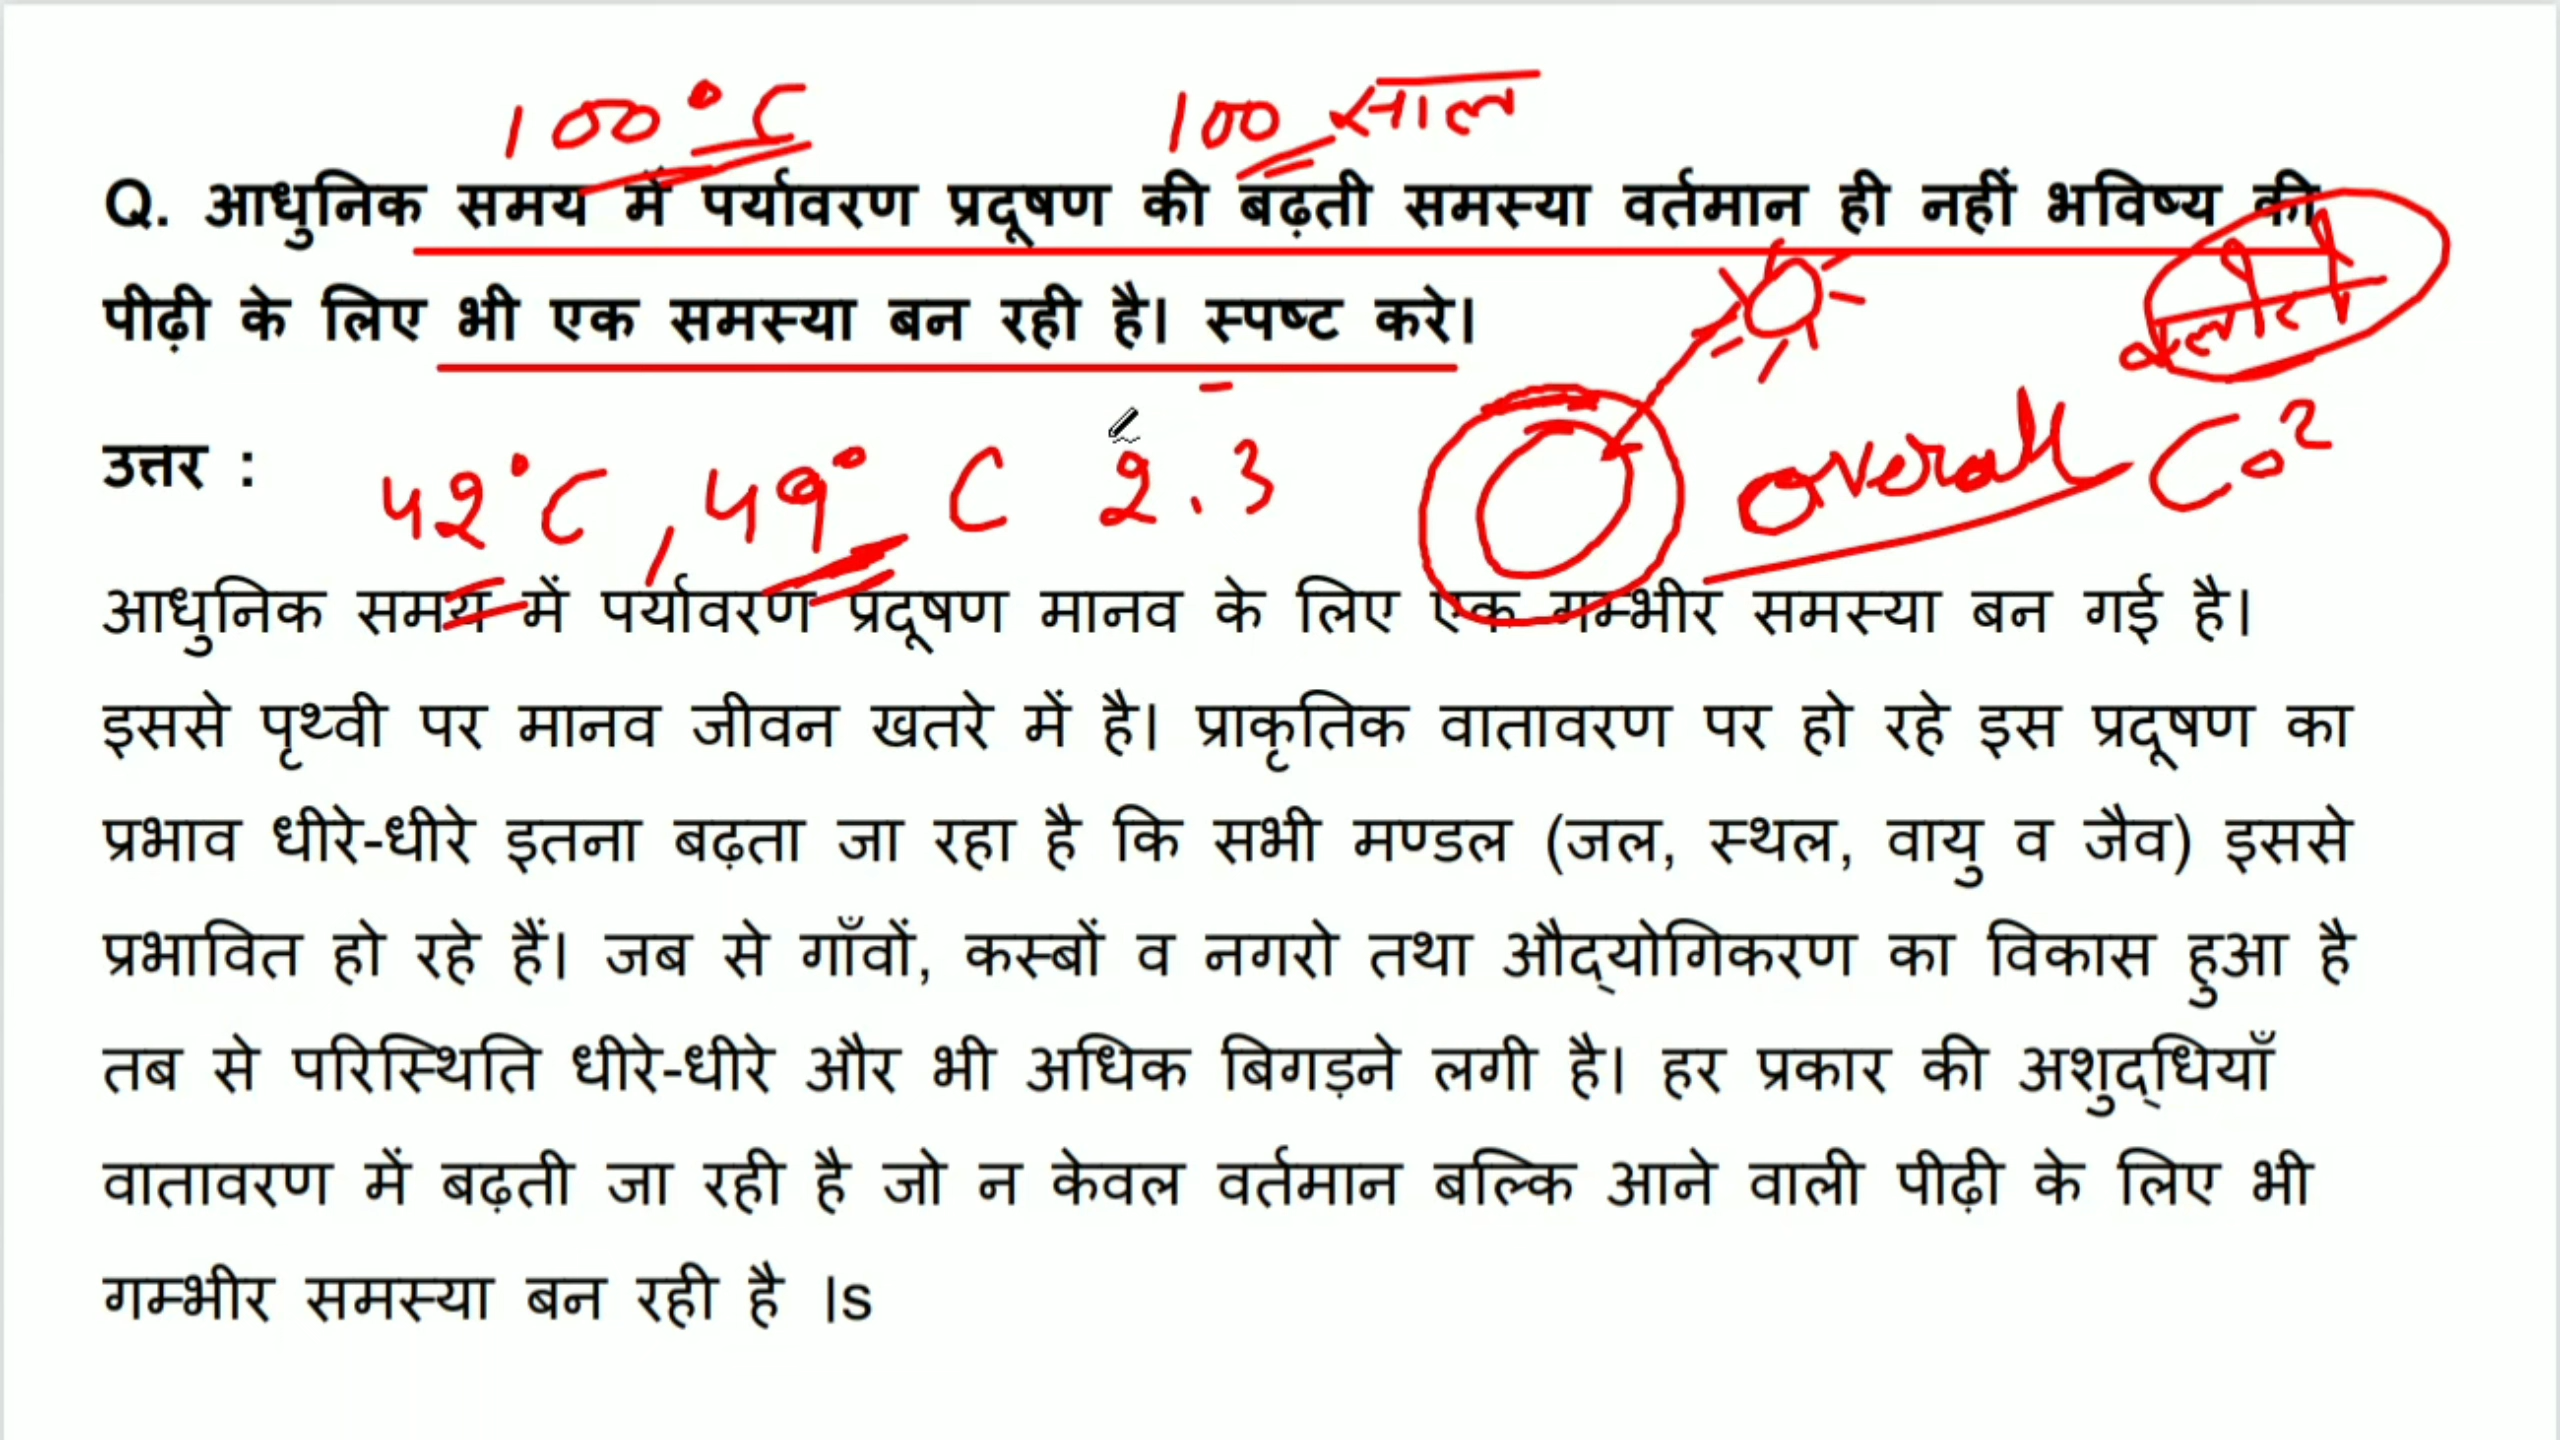 100°C 100 साल
Q. आधुनिक समय में पर्यावरण प्रदूषण की बढ़ती समस्या वर्तमान ही नहीं भविष्य की
पीढ़ी के लिए भी एक समस्या बन रही है। स्पष्ट करे।
उत्तर :
42°C, 49°C 2.3 overall Co²
आधुनिक समय में पर्यावरण प्रदूषण मानव के लिए एक गम्भीर समस्या बन गई है।
इससे पृथ्वी पर मानव जीवन खतरे में है। प्राकृतिक वातावरण पर हो रहे इस प्रदूषण का
प्रभाव धीरे-धीरे इतना बढ़ता जा रहा है कि सभी मण्डल (जल, स्थल, वायु व जैव) इससे
प्रभावित हो रहे हैं। जब से गाँवों, कस्बों व नगरो तथा औद्योगिकरण का विकास हुआ है
तब से परिस्थिति धीरे-धीरे और भी अधिक बिगड़ने लगी है। हर प्रकार की अशुद्धियाँ
वातावरण में बढ़ती जा रही है जो न केवल वर्तमान बल्कि आने वाली पीढ़ी के लिए भी
गम्भीर समस्या बन रही है ।s